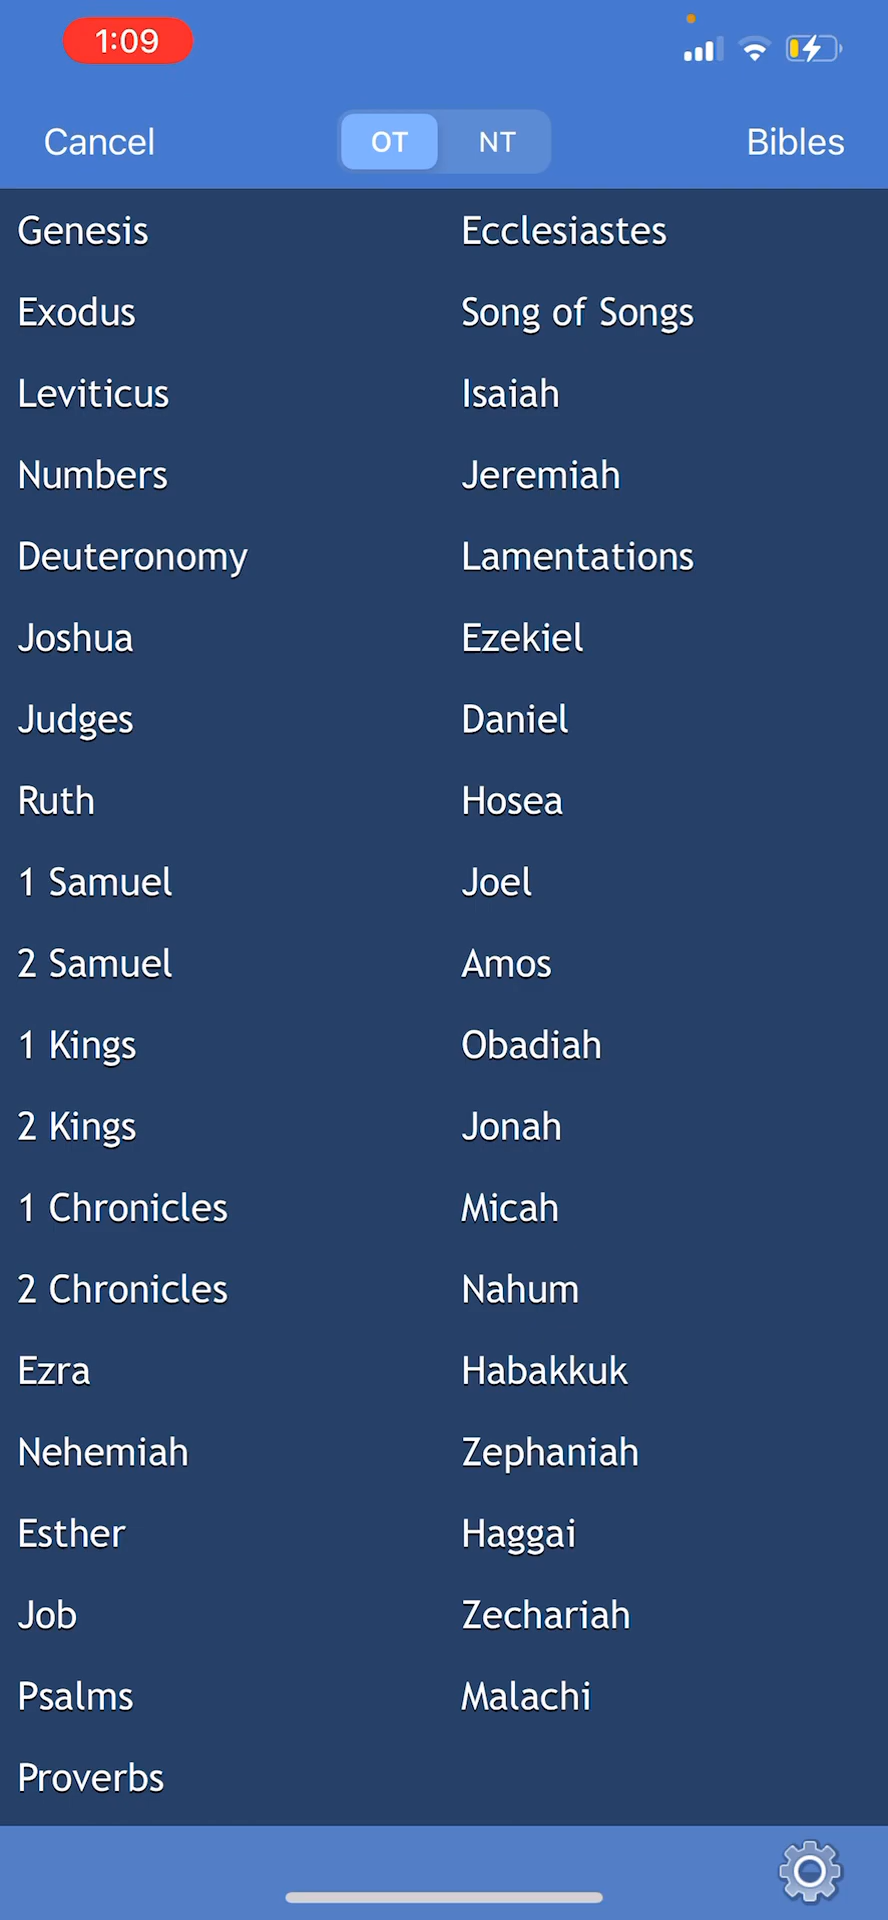 1:09
Cancel OT NT Bibles
Genesis
Exodus
Leviticus
Numbers
Deuteronomy
Joshua
Judges
Ruth
1 Samuel
2 Samuel
1 Kings
2 Kings
1 Chronicles
2 Chronicles
Ezra
Nehemiah
Esther
Job
Psalms
Proverbs
Ecclesiastes
Song of Songs
Isaiah
Jeremiah
Lamentations
Ezekiel
Daniel
Hosea
Joel
Amos
Obadiah
Jonah
Micah
Nahum
Habakkuk
Zephaniah
Haggai
Zechariah
Malachi